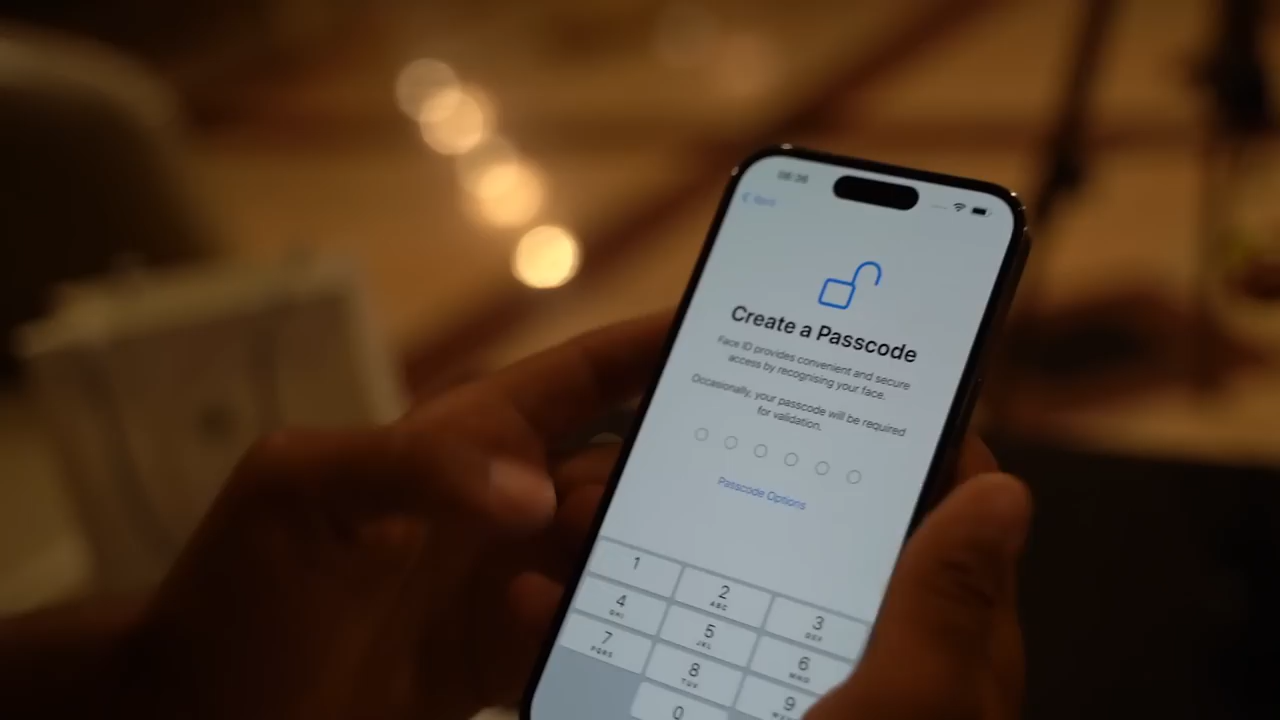 Create a Passcode
Face ID provides convenient and secure
access by recognising your face.
Occasionally, your passcode will be required
for validation.
Passcode Options
1
2
ABC
3
DEF
4
GHI
5
JKL
6
MNO
7
PQRS
8
TUV
9
0